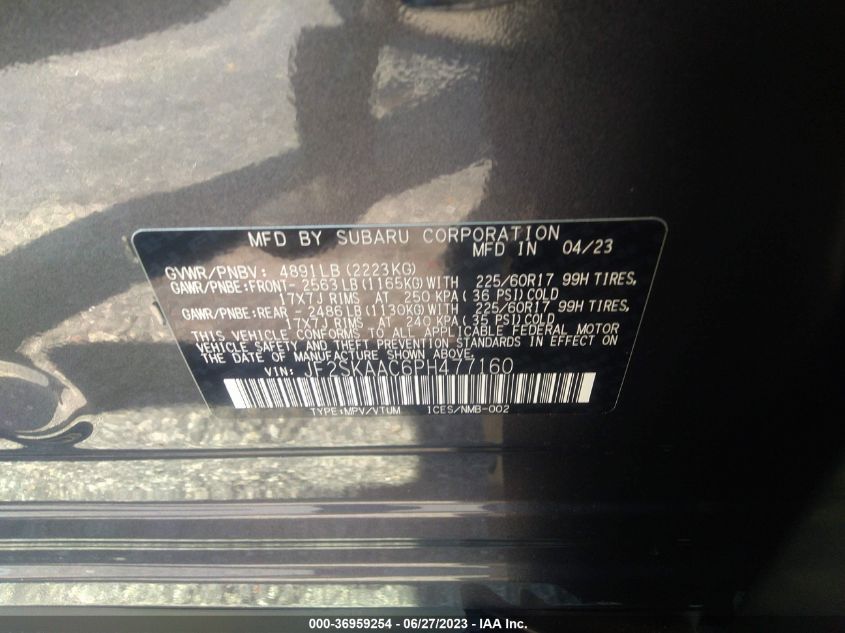 MFD BY SUBARU CORPORATION
MFD IN 04/23
GVWR/PNBV: 4891LB (2223KG)
GAWR/PNBE:FRONT- 2563LB (1165KG) WITH 225/60R17 99H TIRES,
17X7J RIMS AT 250 KPA( 36 PSI) COLD
GAWR/PNBE:REAR - 2486LB (1130KG) WITH 225/60R17 99H TIRES,
17X7J RIMS AT 240 KPA( 35 PSI) COLD
THIS VEHICLE CONFORMS TO ALL APPLICABLE FEDERAL MOTOR
VEHICLE SAFETY AND THEFT PREVENTION STANDARDS IN EFFECT ON
THE DATE OF MANUFACTURE SHOWN ABOVE.
VIN: JF2SKAAC6PH477160
TYPE:MPV/VTUM ICES/NMB-002
000-36959254 - 06/27/2023 - IAA Inc.